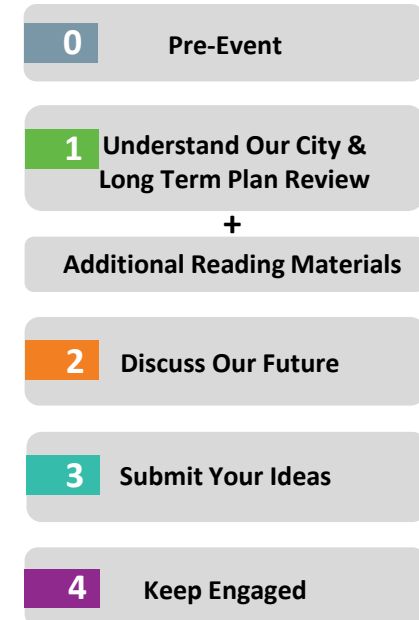 0 Pre-Event
1 Understand Our City &
Long Term Plan Review
+
Additional Reading Materials
2 Discuss Our Future
3 Submit Your Ideas
4 Keep Engaged